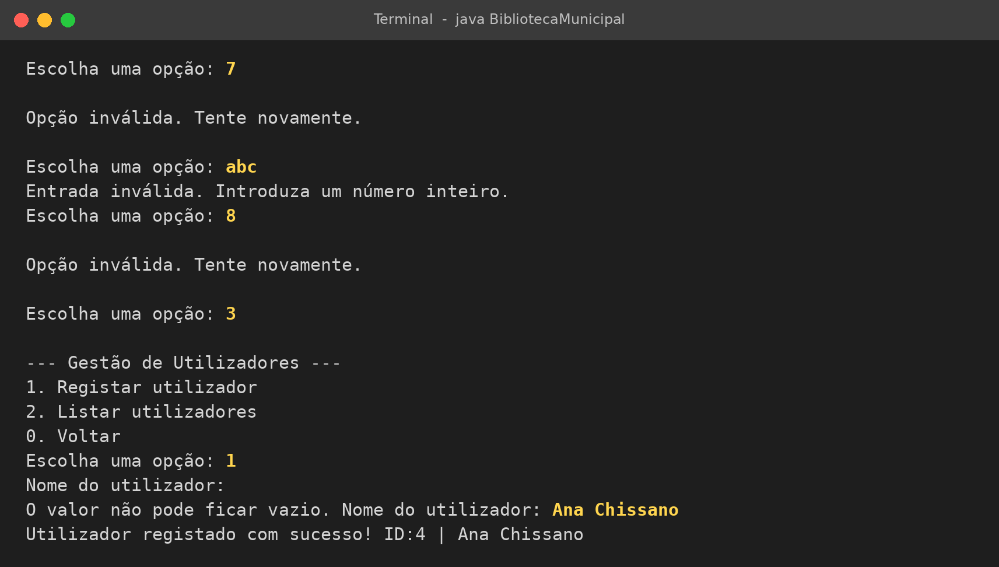 Terminal - java BibliotecaMunicipal
Escolha uma opção: 7
Opção inválida. Tente novamente.
Escolha uma opção: abc
Entrada inválida. Introduza um número inteiro.
Escolha uma opção: 8
Opção inválida. Tente novamente.
Escolha uma opção: 3
--- Gestão de Utilizadores ---
1. Registar utilizador
2. Listar utilizadores
0. Voltar
Escolha uma opção: 1
Nome do utilizador:
O valor não pode ficar vazio. Nome do utilizador: Ana Chissano
Utilizador registado com sucesso! ID:4 | Ana Chissano